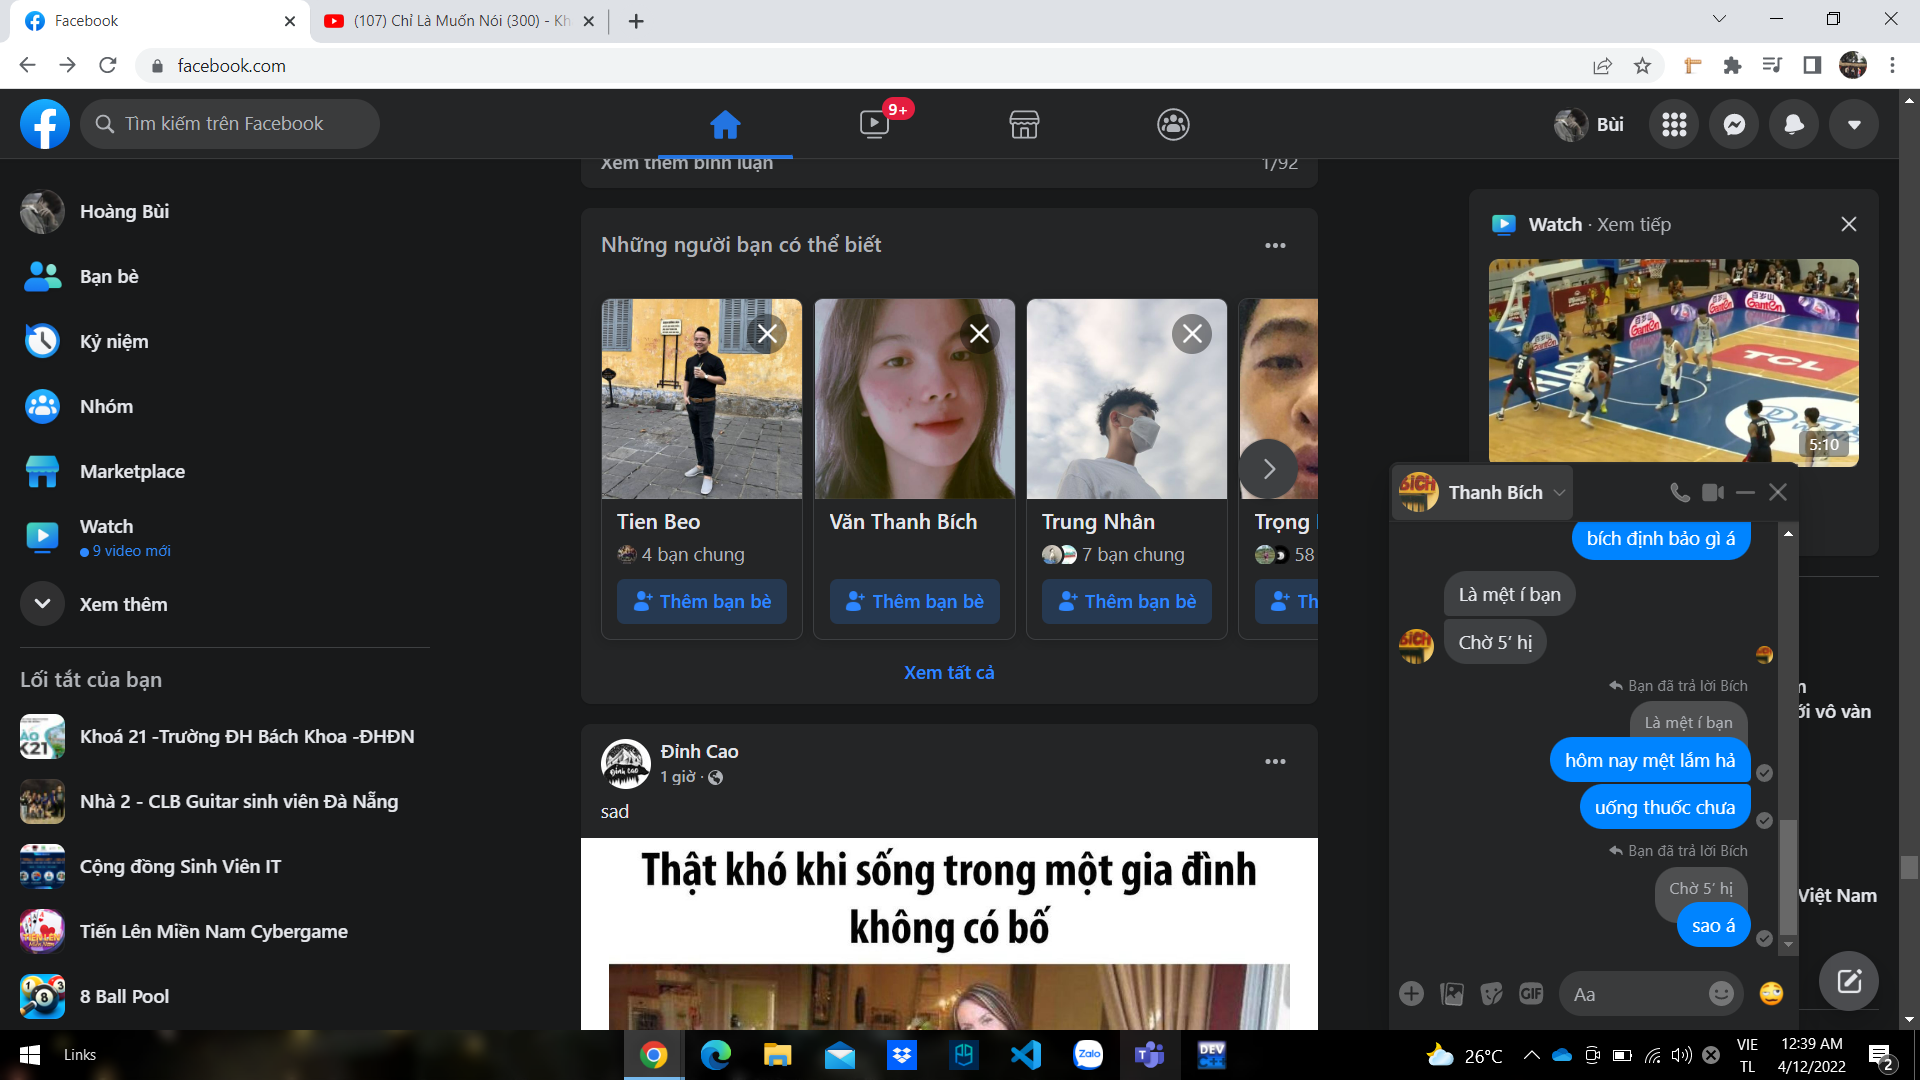 Facebook
(107) Chỉ Là Muốn Nói (300) - Kh
facebook.com
Tìm kiếm trên Facebook
9+
Bùi
Hoàng Bùi
Bạn bè
Kỷ niệm
Nhóm
Marketplace
Watch
9 video mới
Xem thêm
Lối tắt của bạn
Khoá 21 -Trường ĐH Bách Khoa -ĐHĐN
Nhà 2 - CLB Guitar sinh viên Đà Nẵng
Cộng đồng Sinh Viên IT
Tiến Lên Miền Nam Cybergame
8 Ball Pool
Xem thêm bình luận
1/92
Những người bạn có thể biết
Tien Beo
4 bạn chung
Thêm bạn bè
Văn Thanh Bích
Thêm bạn bè
Trung Nhân
7 bạn chung
Thêm bạn bè
Trọng
58
Th
Xem tất cả
Đỉnh Cao
1 giờ ·
sad
Thật khó khi sống trong một gia đình
không có bố
Watch · Xem tiếp
Ganten
TCL
5:10
Thanh Bích
bích định bảo gì á
Là mệt í bạn
Chờ 5' hị
Bạn đã trả lời Bích
Là mệt í bạn
hôm nay mệt lắm hả
uống thuốc chưa
Bạn đã trả lời Bích
Chờ 5' hị
sao á
GIF
Aa
ới vô vàn
Việt Nam
Links
Zalo
DEV
C++
26°C
VIE
TL
12:39 AM
4/12/2022
2